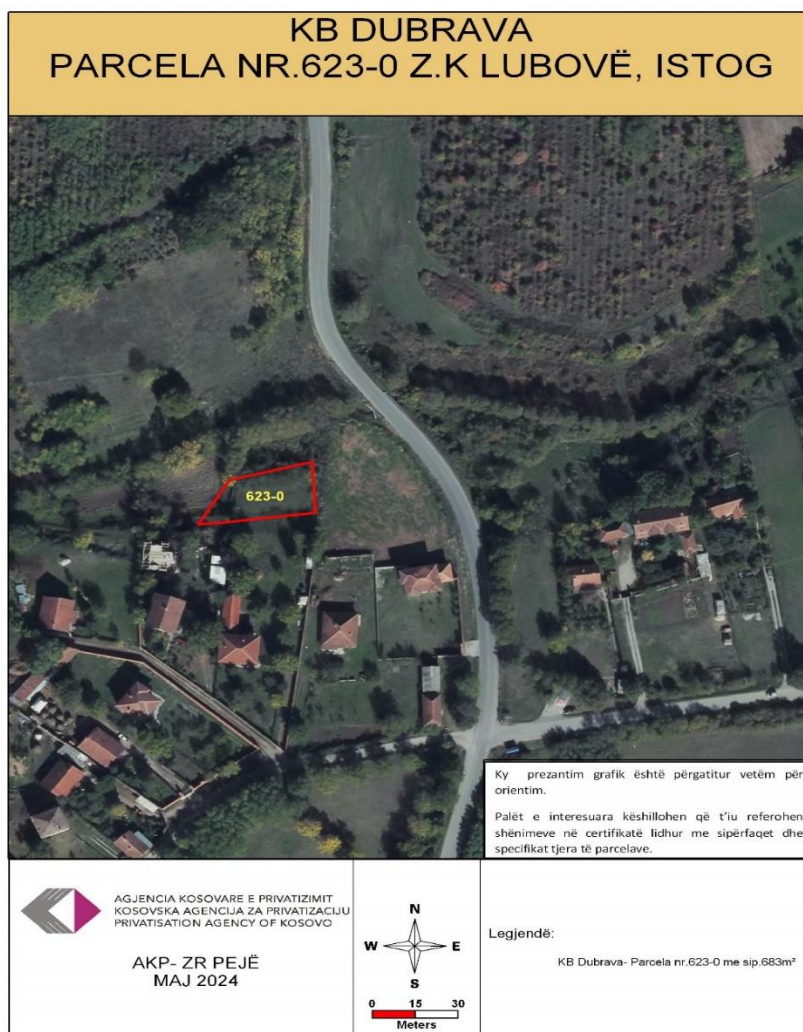 KB DUBRAVA
PARCELA NR.623-0 Z.K LUBOVË, ISTOG
623-0
Ky prezantim grafik është përgatitur vetëm për
orientim.
Palët e interesuara këshillohen që t'iu referohen
shënimeve në certifikatë lidhur me sipërfaqet dhe
specifikat tjera të parcelave.
AGJENCIA KOSOVARE E PRIVATIZIMIT
KOSOVSKA AGENCIJA ZA PRIVATIZACIJU
PRIVATISATION AGENCY OF KOSOVO
AKP- ZR PEJË
MAJ 2024
N
W E
S
0 15 30
Meters
Legjendë:
KB Dubrava- Parcela nr.623-0 me sip.683m²